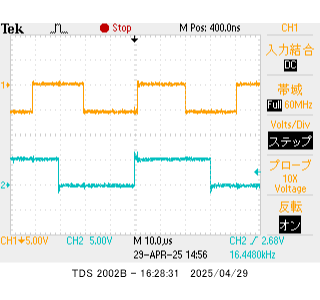 Tek Stop M Pos: 400.0ns CH1
入力結合
DC
帯域
Full 60MHz
Volts/Div
ステップ
プローブ
10X
Voltage
反転
オン
1
2
CH1 5.00V CH2 5.00V M 10.0µs CH2 2.68V
29-APR-25 14:56 16.4480kHz
TDS 2002B - 16:28:31 2025/04/29